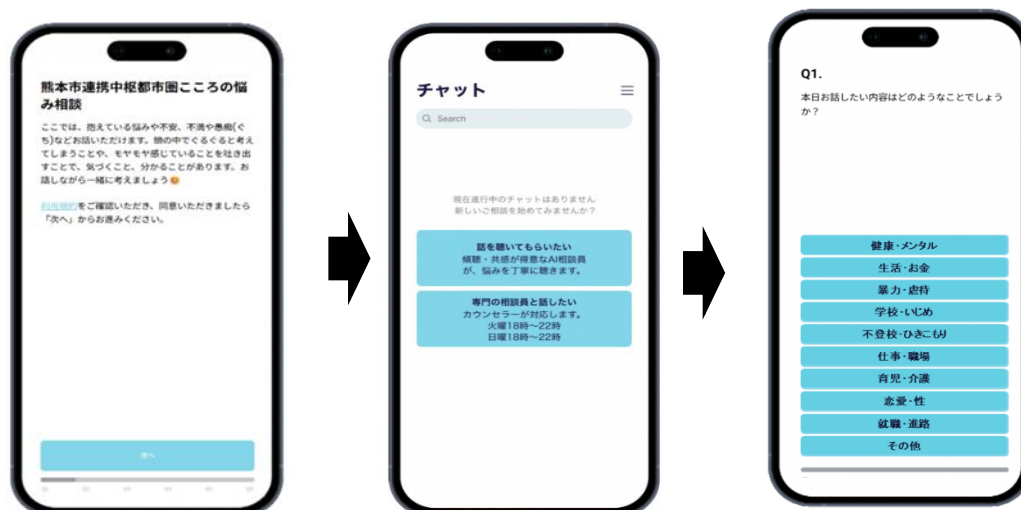 熊本市連携中枢都市圏こころの悩
み相談
ここでは、抱えている悩みや不安、不満や愚痴(ぐ
ち)などお話いただけます。頭の中でぐるぐると考え
てしまうことや、モヤモヤ感じていることを吐き出
すことで、気づくこと、分かることがあります。お
話しながら一緒に考えましょう😊
利用規約をご確認いただき、同意いただきましたら
「次へ」からお進みください。
次へ
チャット
Search
現在進行中のチャットはありません
新しいご相談を始めてみませんか？
話を聴いてもらいたい
傾聴・共感が得意なAI相談員
が、悩みを丁寧に聴きます。
専門の相談員と話したい
カウンセラーが対応します。
火曜18時～22時
日曜18時～22時
Q1.
本日お話したい内容はどのようなことでしょう
か？
健康・メンタル
生活・お金
暴力・虐待
学校・いじめ
不登校・ひきこもり
仕事・職場
育児・介護
恋愛・性
就職・進路
その他